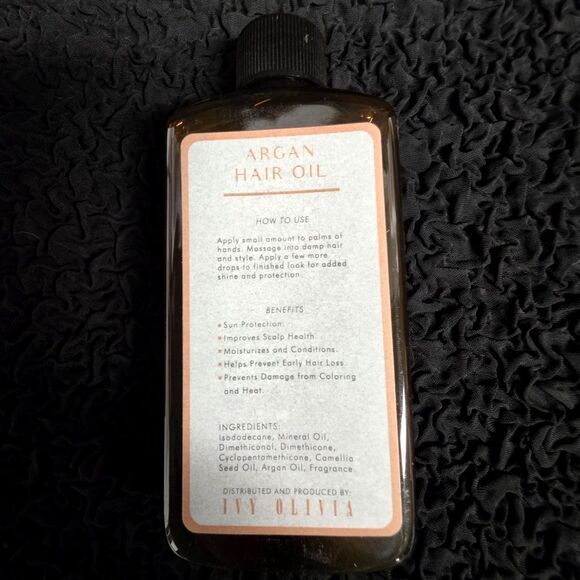 ARGAN
HAIR OIL
HOW TO USE
Apply small amount to palms of
hands. Massage into damp hair
and style. Apply a few more
drops to finished look for added
shine and protection.
BENEFITS
Sun Protection.
Improves Scalp Health.
Moisturizes and Conditions.
Helps Prevent Early Hair Loss.
Prevents Damage from Coloring
and Heat.
INGREDIENTS:
Isododecane, Mineral Oil,
Dimethiconol, Dimethicone,
Cyclopentamethicone, Camellia
Seed Oil, Argan Oil, Fragrance.
DISTRIBUTED AND PRODUCED BY:
IVY OLIVIA